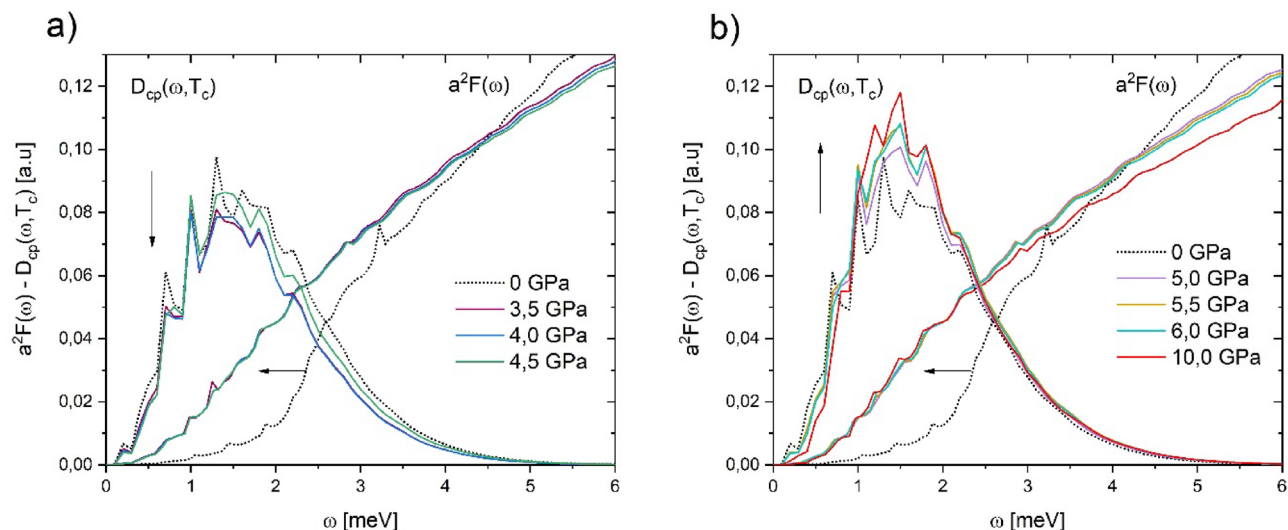 a)
D_cp(ω,T_c)
a²F(ω)
a²F(ω) - D_cp(ω,T_c) [a.u]
0,12
0,10
0,08
0,06
0,04
0,02
0,00
0 GPa
3,5 GPa
4,0 GPa
4,5 GPa
0 1 2 3 4 5 6
ω [meV]
b)
D_cp(ω,T_c)
a²F(ω)
a²F(ω) - D_cp(ω,T_c) [a.u]
0,12
0,10
0,08
0,06
0,04
0,02
0,00
0 GPa
5,0 GPa
5,5 GPa
6,0 GPa
10,0 GPa
0 1 2 3 4 5 6
ω [meV]